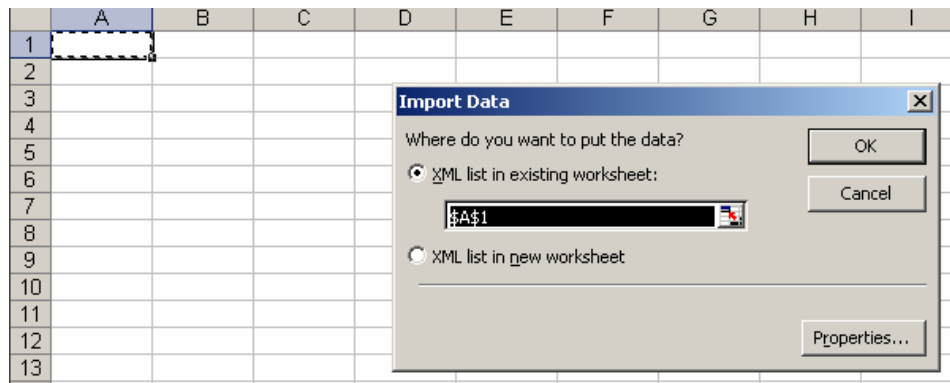 A B C D E F G H I
1
2
3
Import Data
4
Where do you want to put the data?
OK
5
6
XML list in existing worksheet:
7
Cancel
$A$1
8
9
XML list in new worksheet
10
11
12
Properties...
13